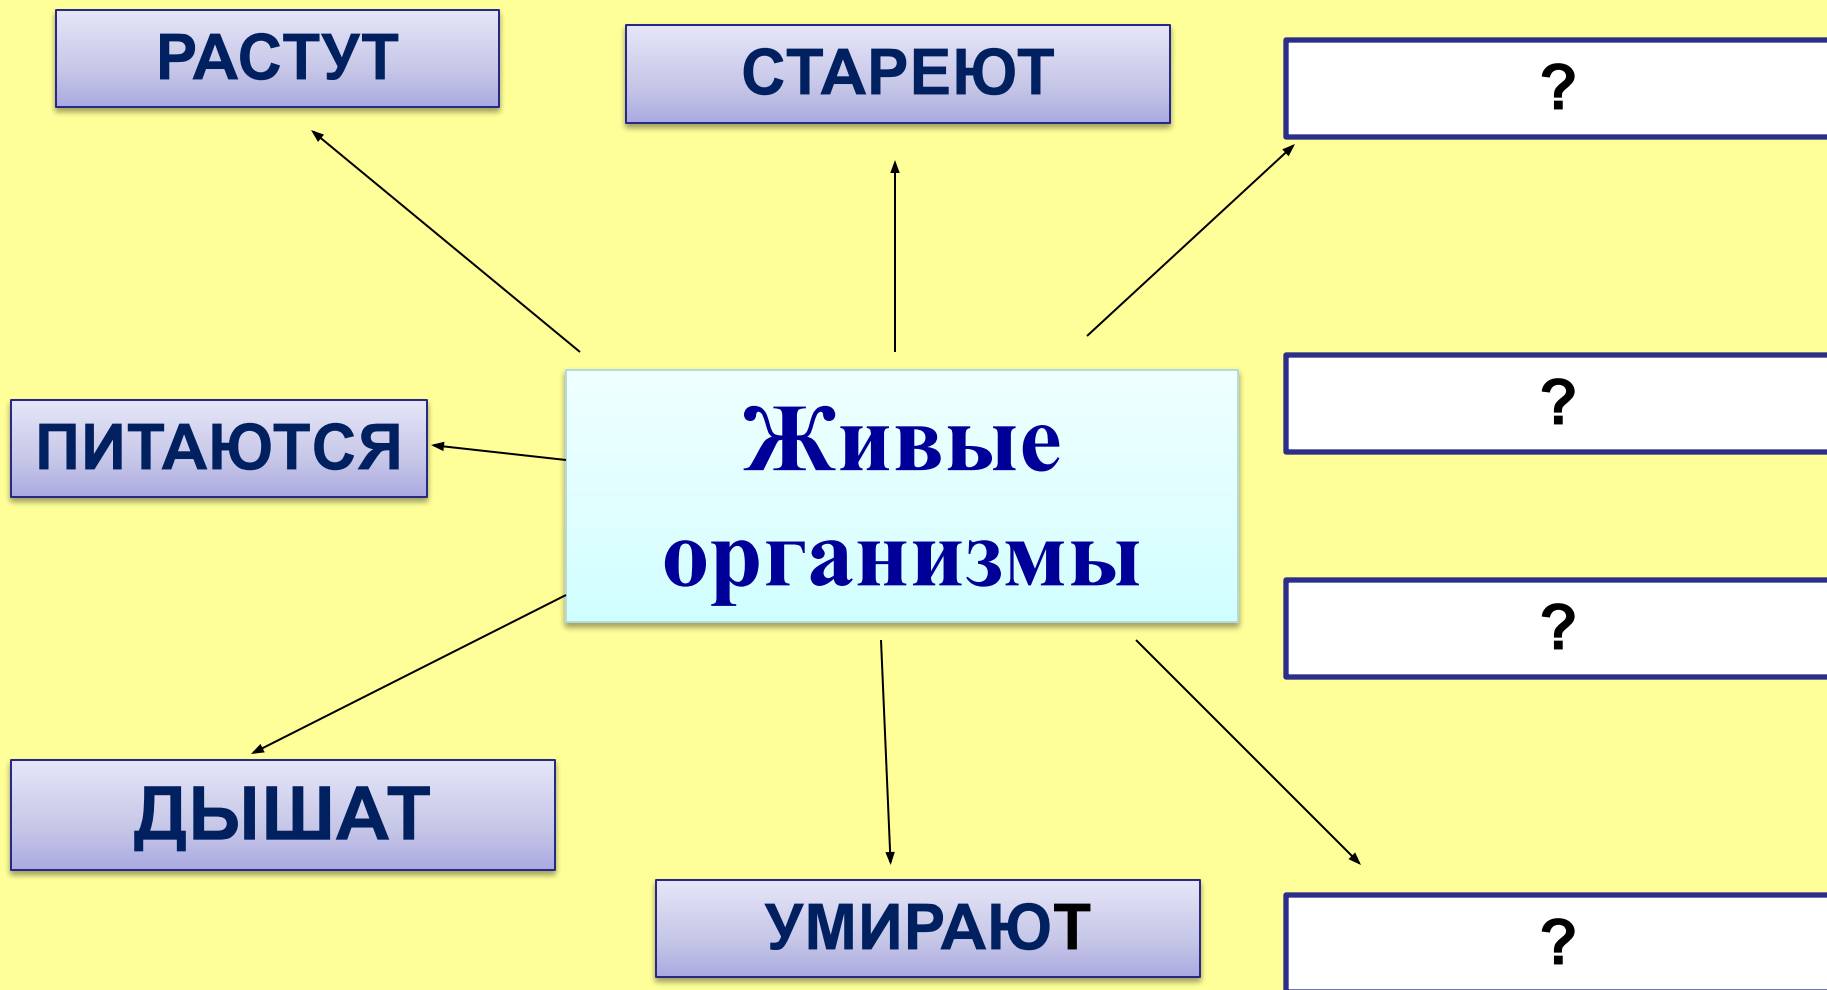 РАСТУТ
СТАРЕЮТ
?
ПИТАЮТСЯ
Живые
организмы
?
?
ДЫШАТ
УМИРАЮТ
?